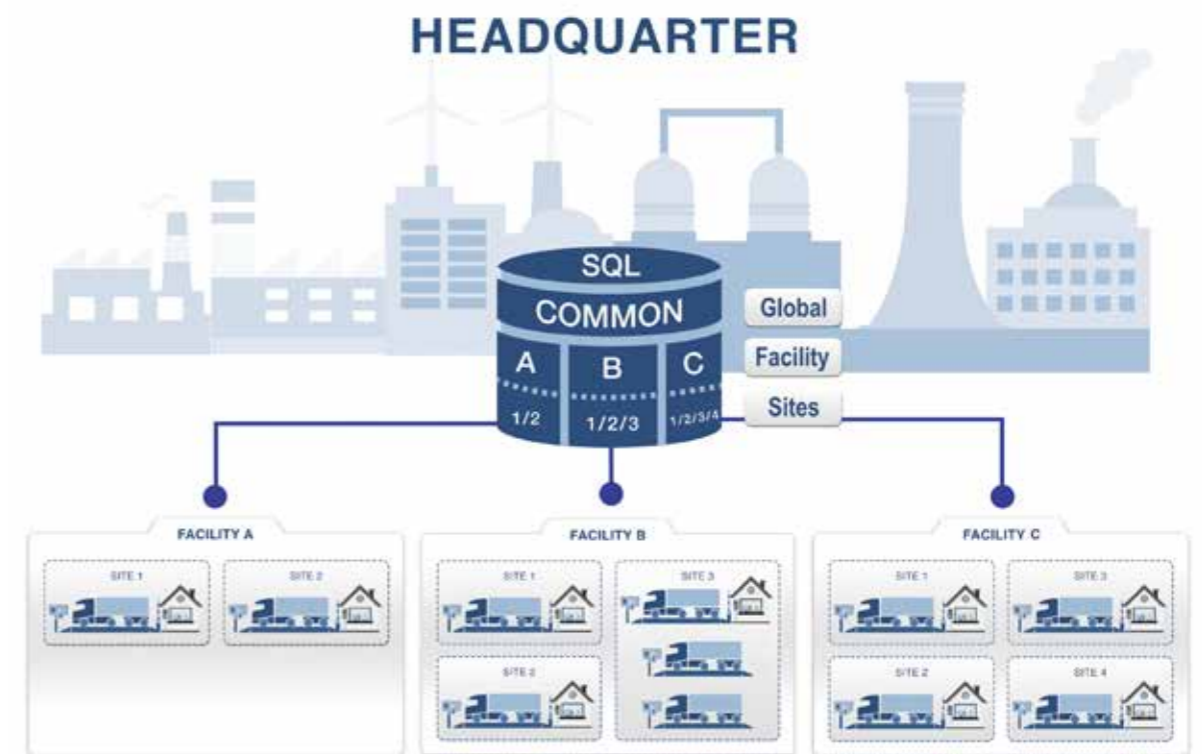 HEADQUARTER
SQL
COMMON
Global
A
B
C
Facility
1/2
1/2/3
1/2/3/4
Sites
FACILITY A
FACILITY B
FACILITY C
SITE 1
SITE 2
SITE 1
SITE 3
SITE 2
SITE 1
SITE 3
SITE 2
SITE 4